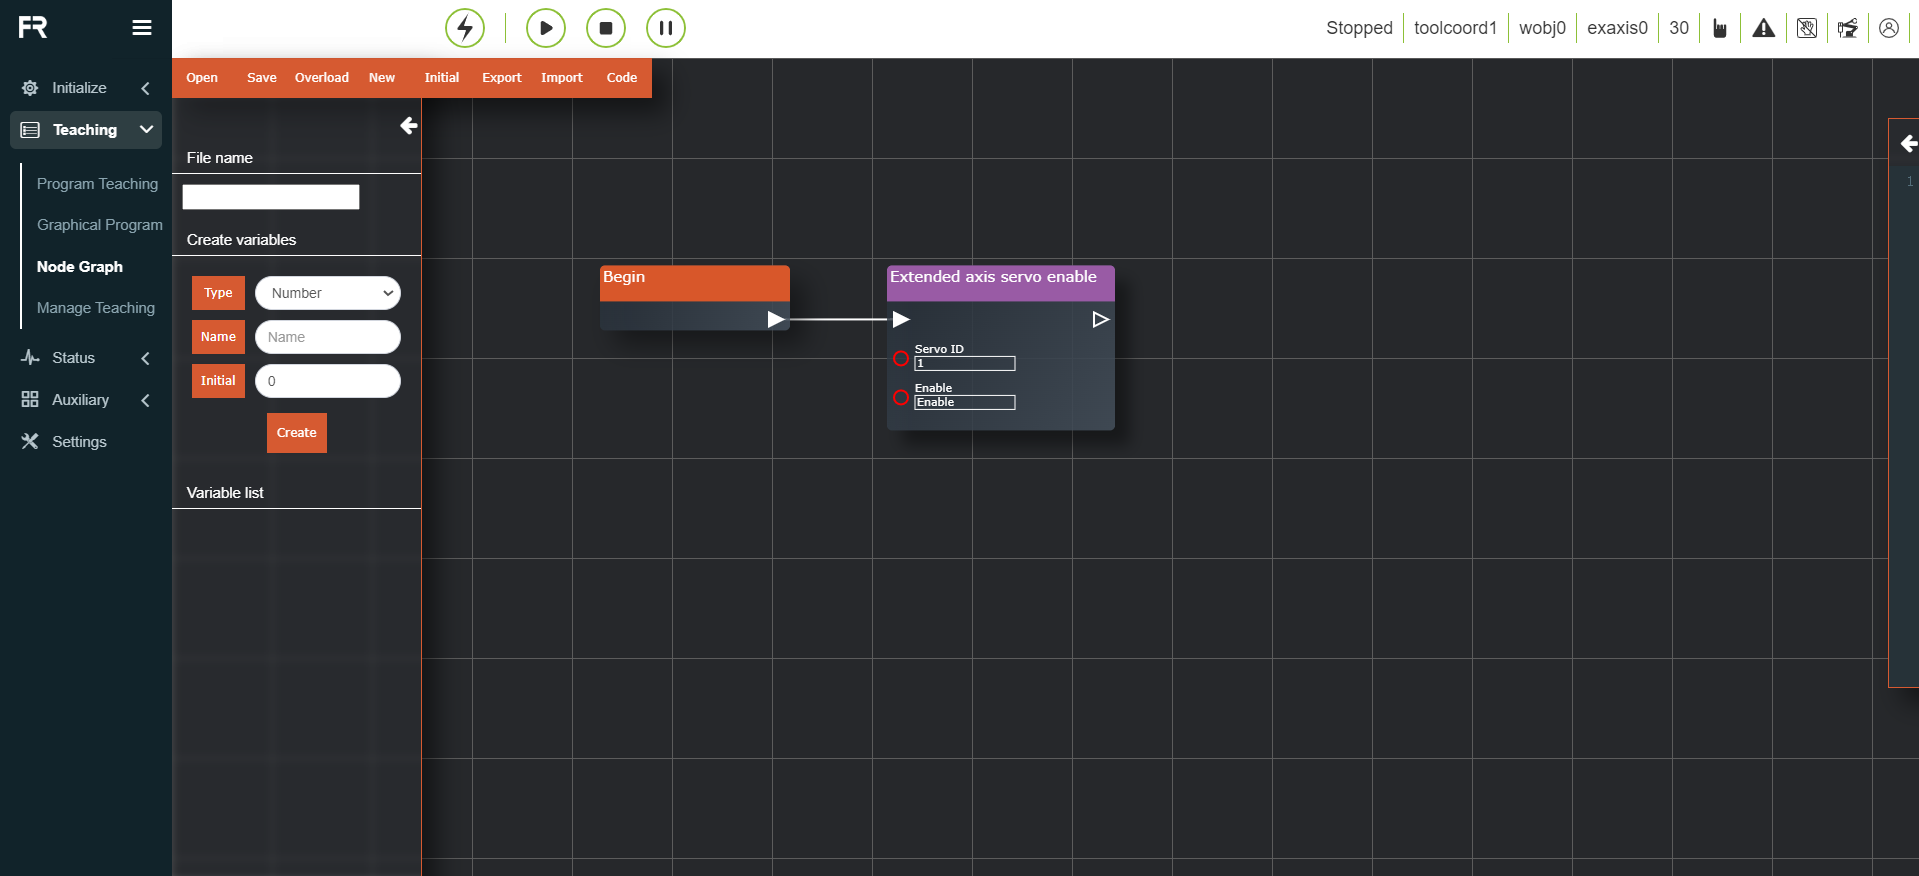 FR
Stopped
toolcoord1
wobj0
exaxis0
30
Open Save Overload New Initial Export Import Code
Initialize
Teaching
Program Teaching
Graphical Program
Node Graph
Manage Teaching
Status
Auxiliary
Settings
File name
Create variables
Type Number
Name Name
Initial 0
Create
Variable list
Begin
Extended axis servo enable
Servo ID
1
Enable
Enable
1